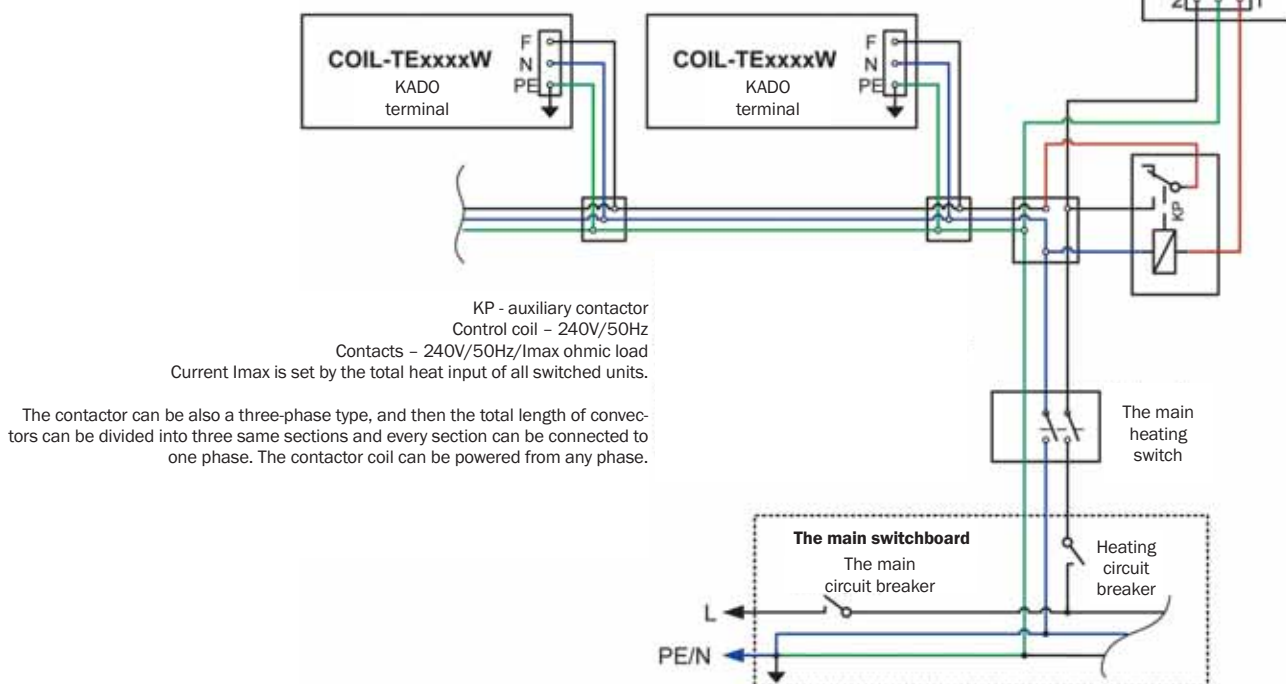 2 1
COIL-TExxxxW
KADO
terminal
F
N
PE
COIL-TExxxxW
KADO
terminal
F
N
PE
KP
KP - auxiliary contactor
Control coil – 240V/50Hz
Contacts – 240V/50Hz/Imax ohmic load
Current Imax is set by the total heat input of all switched units.
The contactor can be also a three-phase type, and then the total length of convec-
tors can be divided into three same sections and every section can be connected to
one phase. The contactor coil can be powered from any phase.
The main
heating
switch
The main switchboard
The main
circuit breaker
Heating
circuit
breaker
L
PE/N